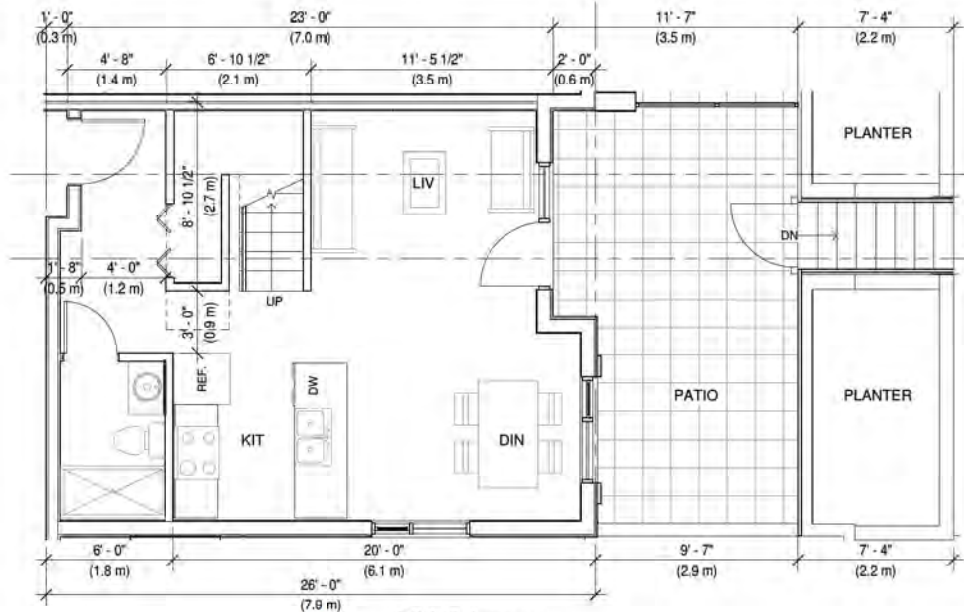 1' - 0" 23' - 0" 11' - 7" 7' - 4"
(0.3 m) (7.0 m) (3.5 m) (2.2 m)
4' - 8" 6' - 10 1/2" 11' - 5 1/2" 2' - 0"
(1.4 m) (2.1 m) (3.5 m) (0.6 m)
PLANTER
LIV
8' - 10 1/2"
(2.7 m)
DN
1' - 8" 4' - 0"
(0.5 m) (1.2 m)
UP
3' - 0"
(0.9 m)
REF.
DW
PATIO
PLANTER
KIT
DIN
6' - 0" 20' - 0" 9' - 7" 7' - 4"
(1.8 m) (6.1 m) (2.9 m) (2.2 m)
26' - 0"
(7.9 m)